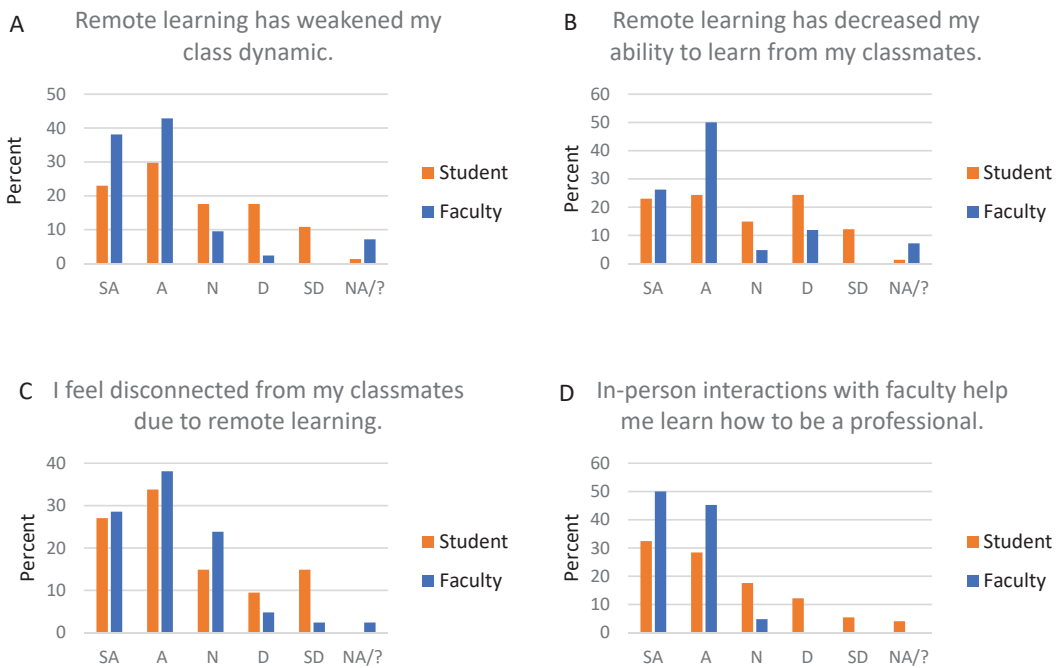 A
Remote learning has weakened my
class dynamic.
50
40
30
20
10
0
Percent
SA A N D SD NA/?
Student
Faculty
B
Remote learning has decreased my
ability to learn from my classmates.
60
50
40
30
20
10
0
Percent
SA A N D SD NA/?
Student
Faculty
C
I feel disconnected from my classmates
due to remote learning.
40
30
20
10
0
Percent
SA A N D SD NA/?
Student
Faculty
D
In-person interactions with faculty help
me learn how to be a professional.
60
50
40
30
20
10
0
Percent
SA A N D SD NA/?
Student
Faculty